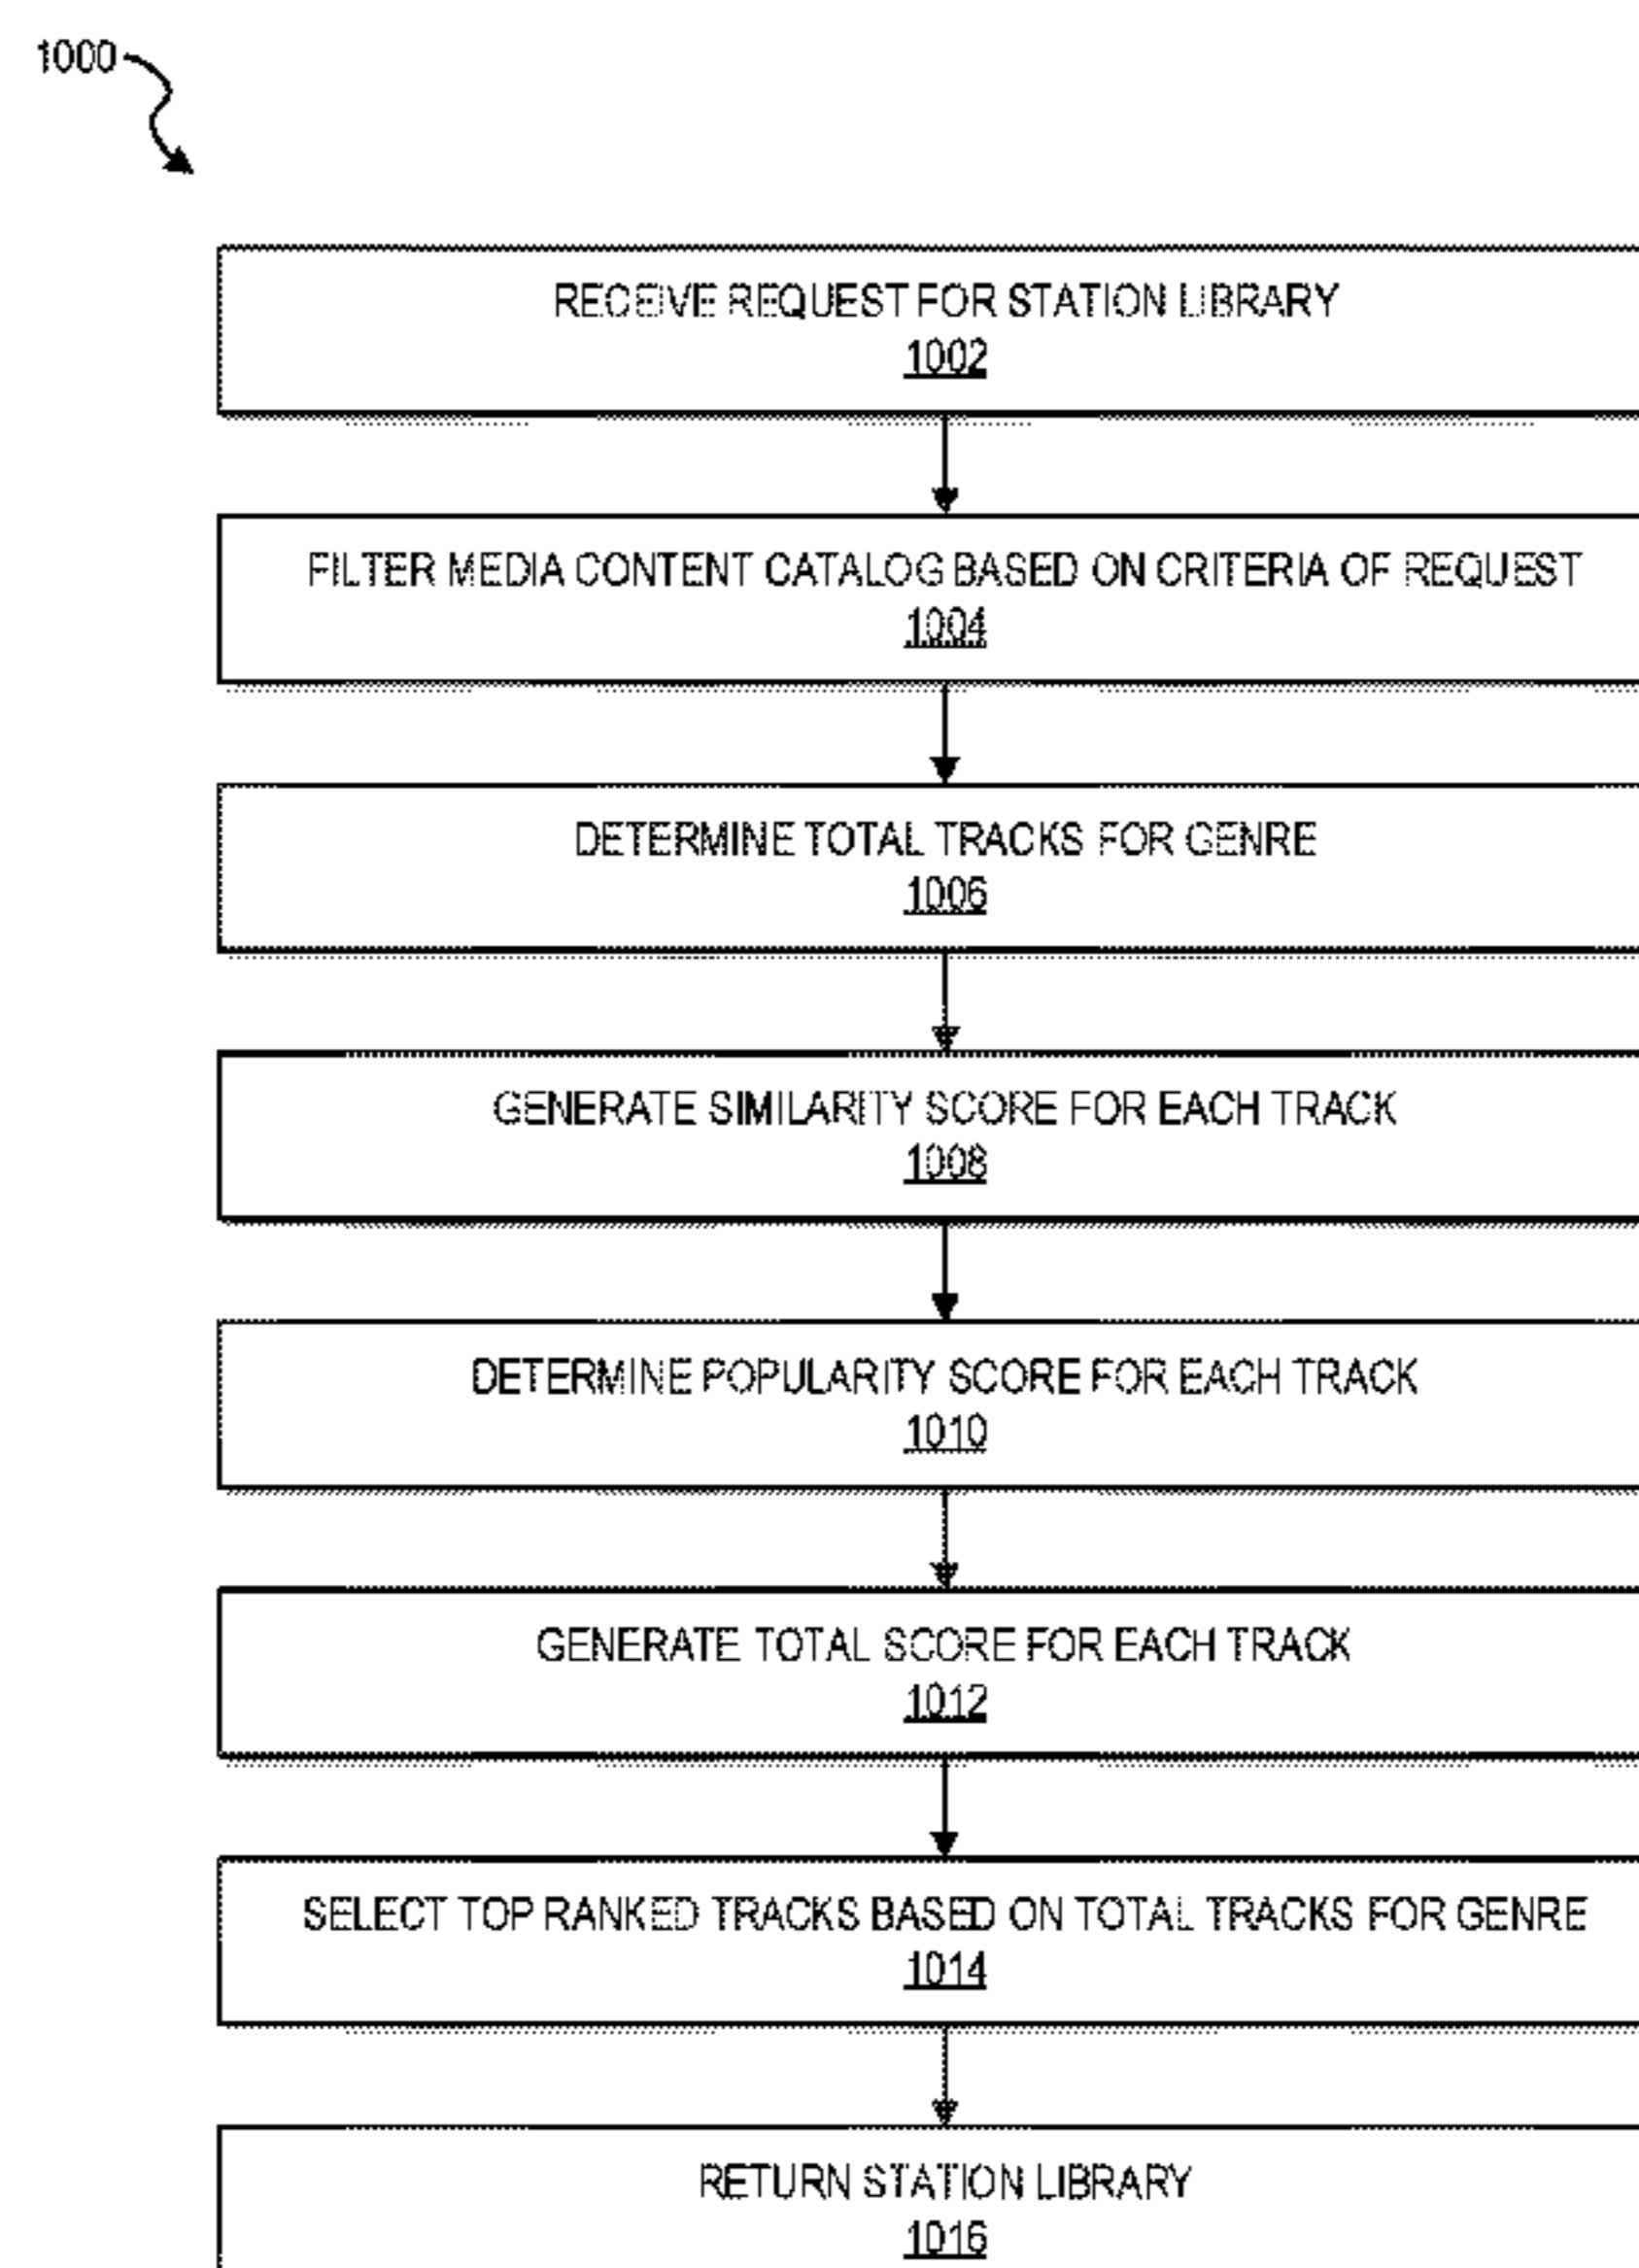 1000
RECEIVE REQUEST FOR STATION LIBRARY
1002
FILTER MEDIA CONTENT CATALOG BASED ON CRITERIA OF REQUEST
1004
DETERMINE TOTAL TRACKS FOR GENRE
1006
GENERATE SIMILARITY SCORE FOR EACH TRACK
1008
DETERMINE POPULARITY SCORE FOR EACH TRACK
1010
GENERATE TOTAL SCORE FOR EACH TRACK
1012
SELECT TOP RANKED TRACKS BASED ON TOTAL TRACKS FOR GENRE
1014
RETURN STATION LIBRARY
1016